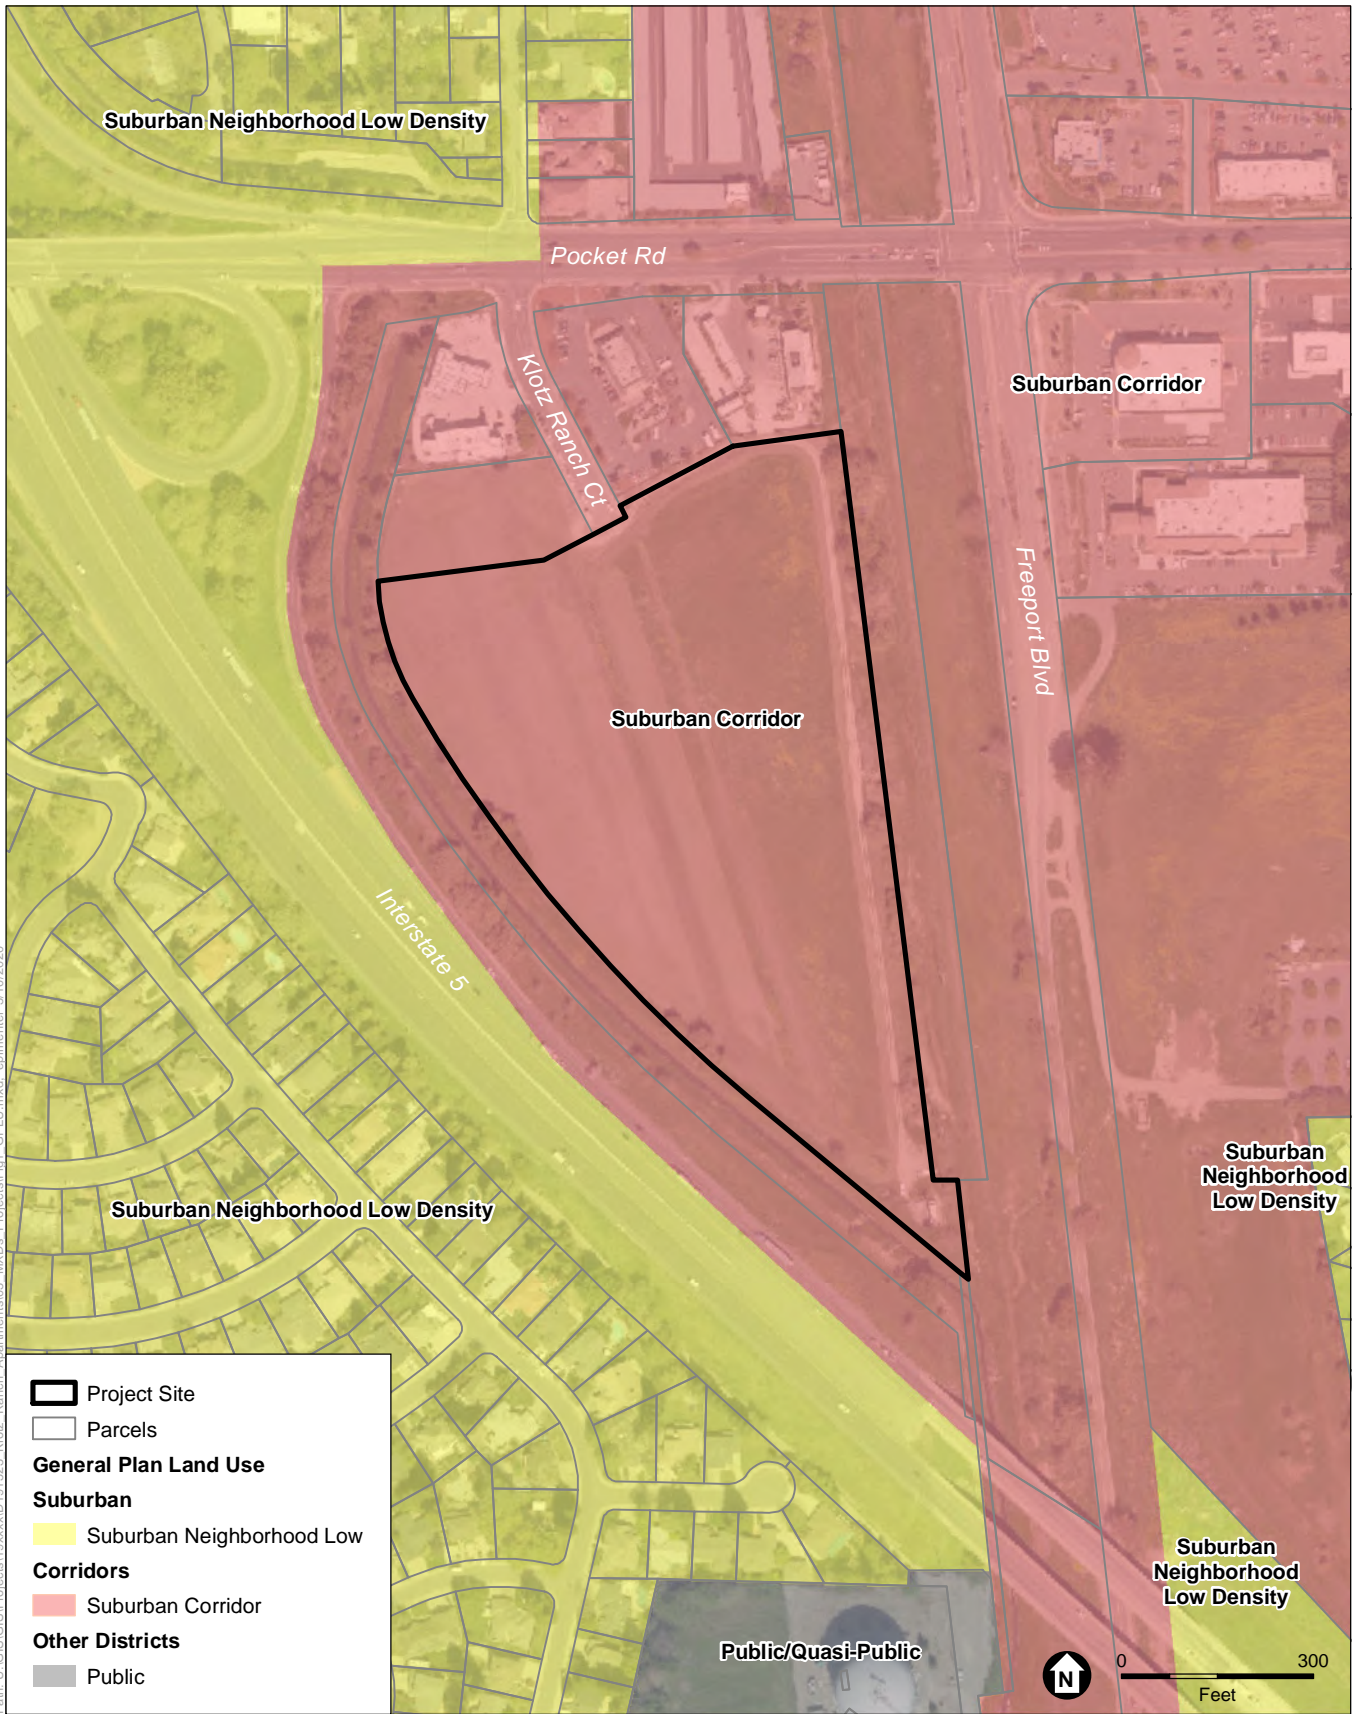 Suburban Neighborhood Low Density
Pocket Rd
Klotz Ranch Ct
Suburban Corridor
Freeport Blvd
Suburban Corridor
Interstate 5
Suburban
Neighborhood
Low Density
Suburban Neighborhood Low Density
Project Site
Parcels
General Plan Land Use
Suburban
Suburban Neighborhood Low
Corridors
Suburban Corridor
Other Districts
Public
Suburban
Neighborhood
Low Density
Public/Quasi-Public
N
0 300
Feet